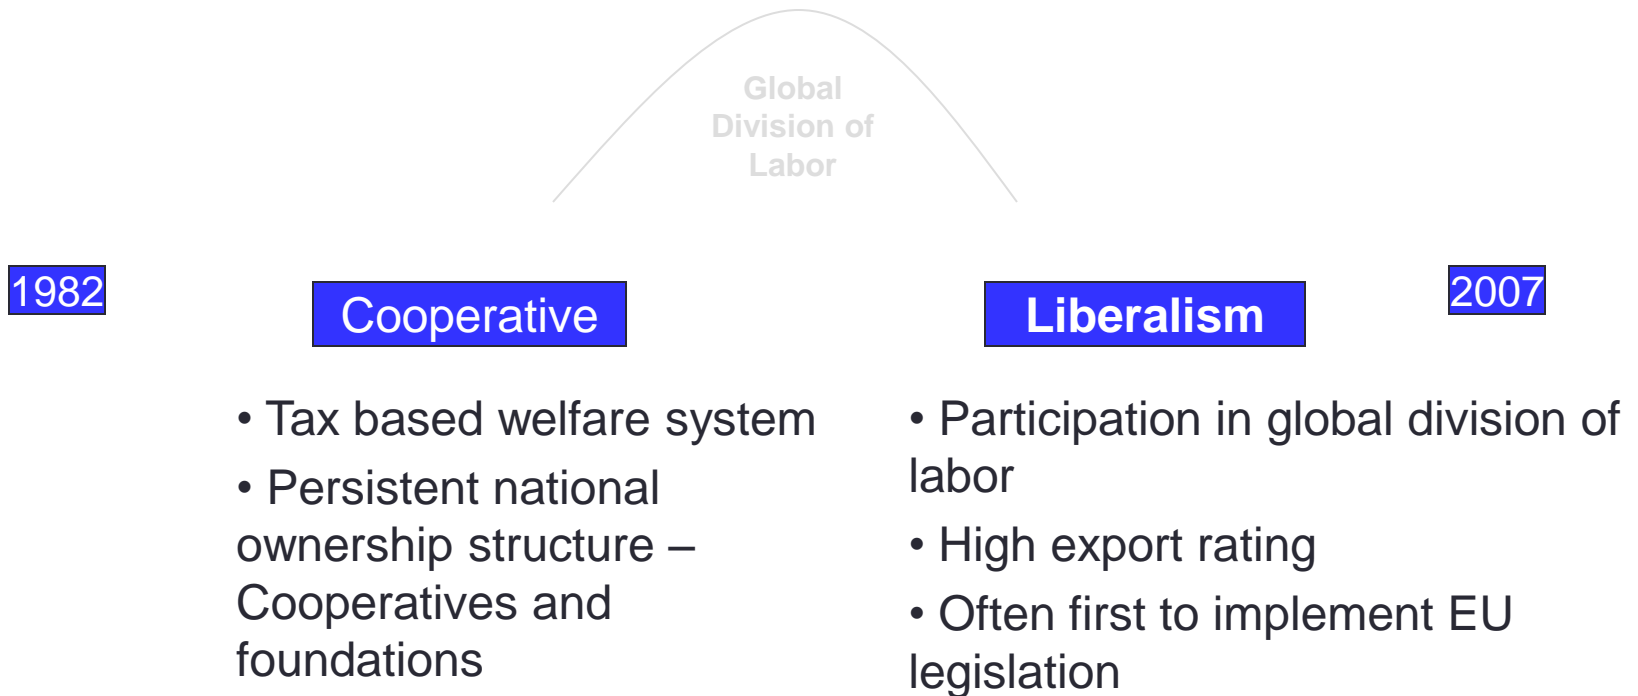 Global
Division of
Labor
1982
Cooperative
Liberalism
2007
• Tax based welfare system
• Persistent national
ownership structure –
Cooperatives and
foundations
• Participation in global division of
labor
• High export rating
• Often first to implement EU
legislation